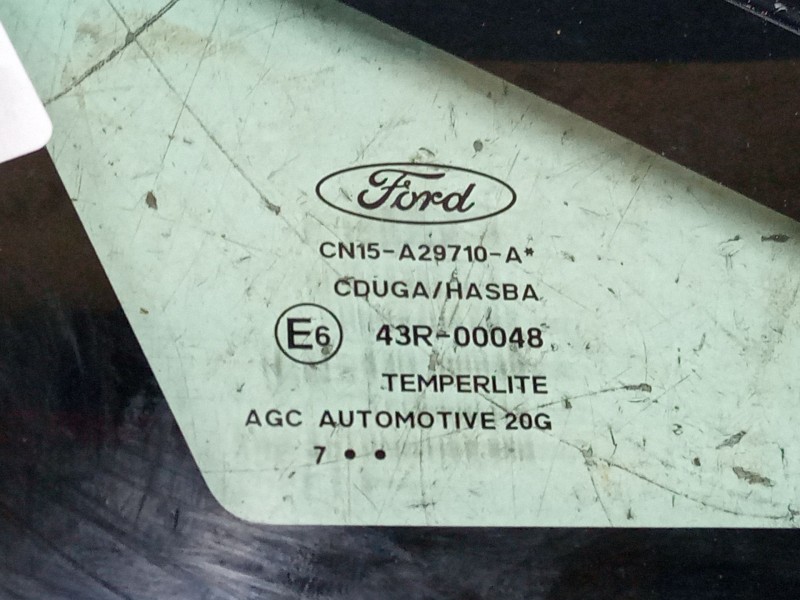 Ford
CN15-A29710-A*
CDUGA/HASBA
E6 43R-00048
TEMPERLITE
AGC AUTOMOTIVE 20G
7 • •